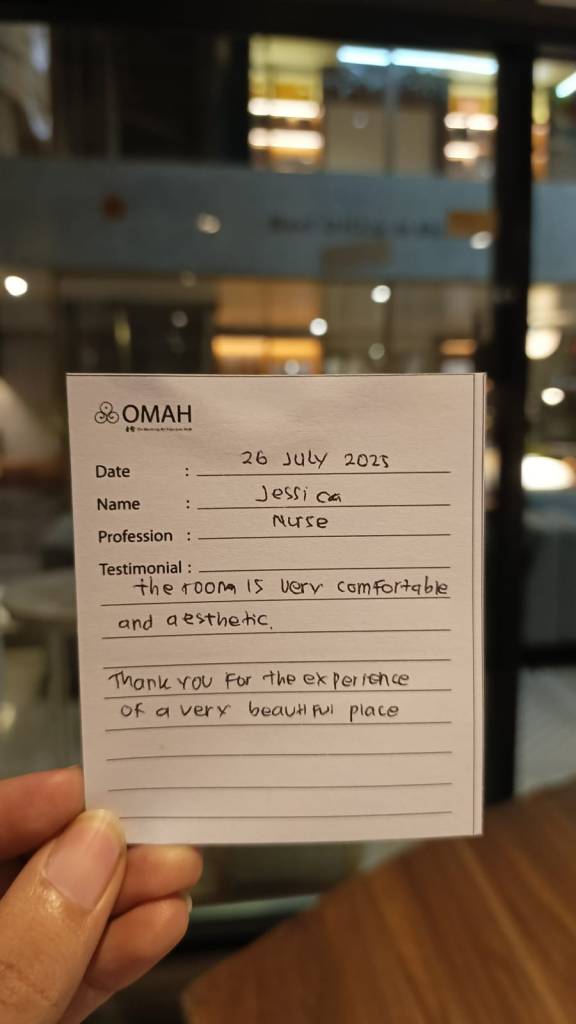 OMAH
Date : 26 July 2025
Name : Jessica
Profession : Nurse
Testimonial :
the room is very comfortable
and aesthetic.
Thank you for the experience
of a very beautiful place